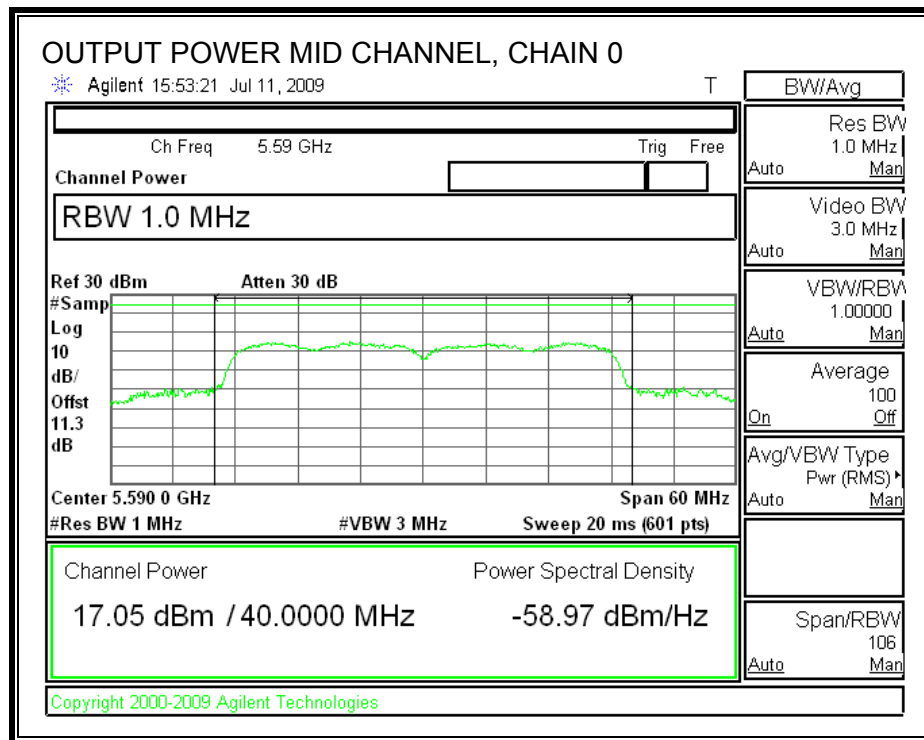 OUTPUT POWER MID CHANNEL, CHAIN 0
Agilent 15:53:21 Jul 11, 2009 T
BW/Avg
Ch Freq 5.59 GHz Trig Free
Channel Power
RBW 1.0 MHz
Ref 30 dBm Atten 30 dB
#Samp
Log
10
dB/
Offst
11.3
dB
Center 5.590 0 GHz Span 60 MHz
#Res BW 1 MHz #VBW 3 MHz Sweep 20 ms (601 pts)
Channel Power Power Spectral Density
17.05 dBm / 40.0000 MHz -58.97 dBm/Hz
Copyright 2000-2009 Agilent Technologies
Res BW
1.0 MHz
Auto Man
Video BW
3.0 MHz
Auto Man
VBW/RBW
1.00000
Auto Man
Average
100
On Off
Avg/VBW Type
Pwr (RMS)
Auto Man
Span/RBW
106
Auto Man